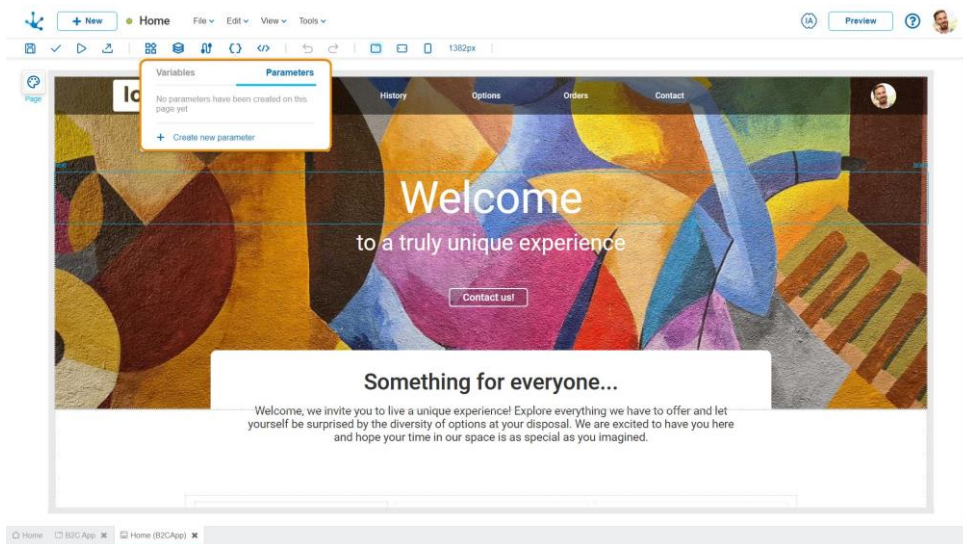 + New
Home
File
Edit
View
Tools
IA
Preview
?
1382px
Page
Variables
Parameters
No parameters have been created on this
page yet
+ Create new parameter
lo
History
Options
Orders
Contact
Welcome
to a truly unique experience
Contact us!
Something for everyone...
Welcome, we invite you to live a unique experience! Explore everything we have to offer and let
yourself be surprised by the diversity of options at your disposal. We are excited to have you here
and hope your time in our space is as special as you imagined.
Home
B2C App
Home (B2CApp)